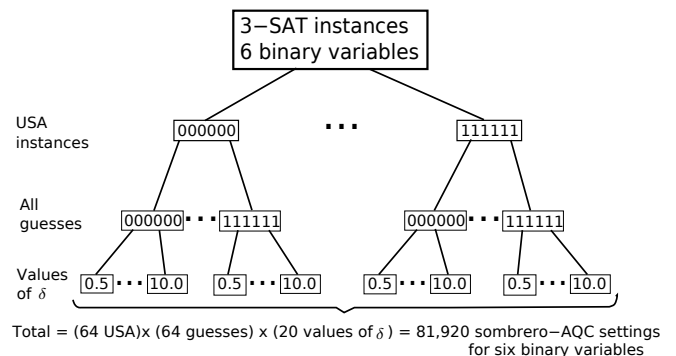 3−SAT instances
6 binary variables
USA
instances
000000 ··· 111111
All
guesses
000000 ··· 111111 000000 ··· 111111
Values
of δ
0.5 ··· 10.0 0.5 ··· 10.0 0.5 ··· 10.0 0.5 ··· 10.0
Total = (64 USA)x (64 guesses) x (20 values of δ ) = 81,920 sombrero−AQC settings
for six binary variables